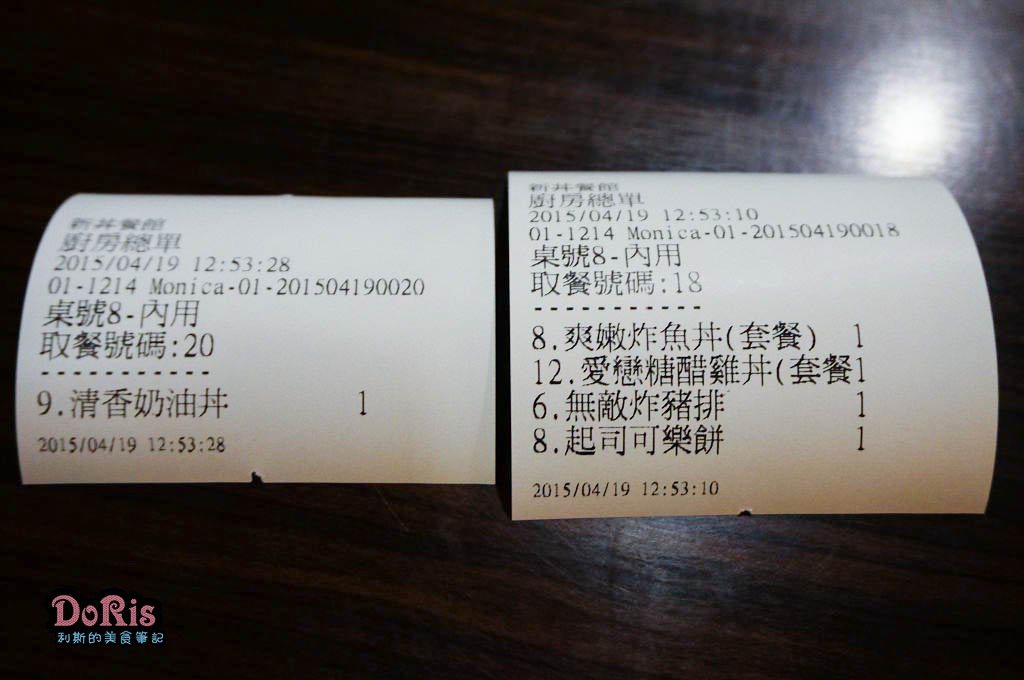 新丼餐館
廚房總單
2015/04/19 12:53:28
01-1214 Monica-01-201504190020
桌號8-內用
取餐號碼:20
-----------
9.清香奶油丼 1
2015/04/19 12:53:28
新丼餐館
廚房總單
2015/04/19 12:53:10
01-1214 Monica-01-201504190018
桌號8-內用
取餐號碼:18
-----------
8.爽嫩炸魚丼(套餐) 1
12.愛戀糖醋雞丼(套餐1
6.無敵炸豬排 1
8.起司可樂餅 1
2015/04/19 12:53:10
DoRis
利斯的美食筆記